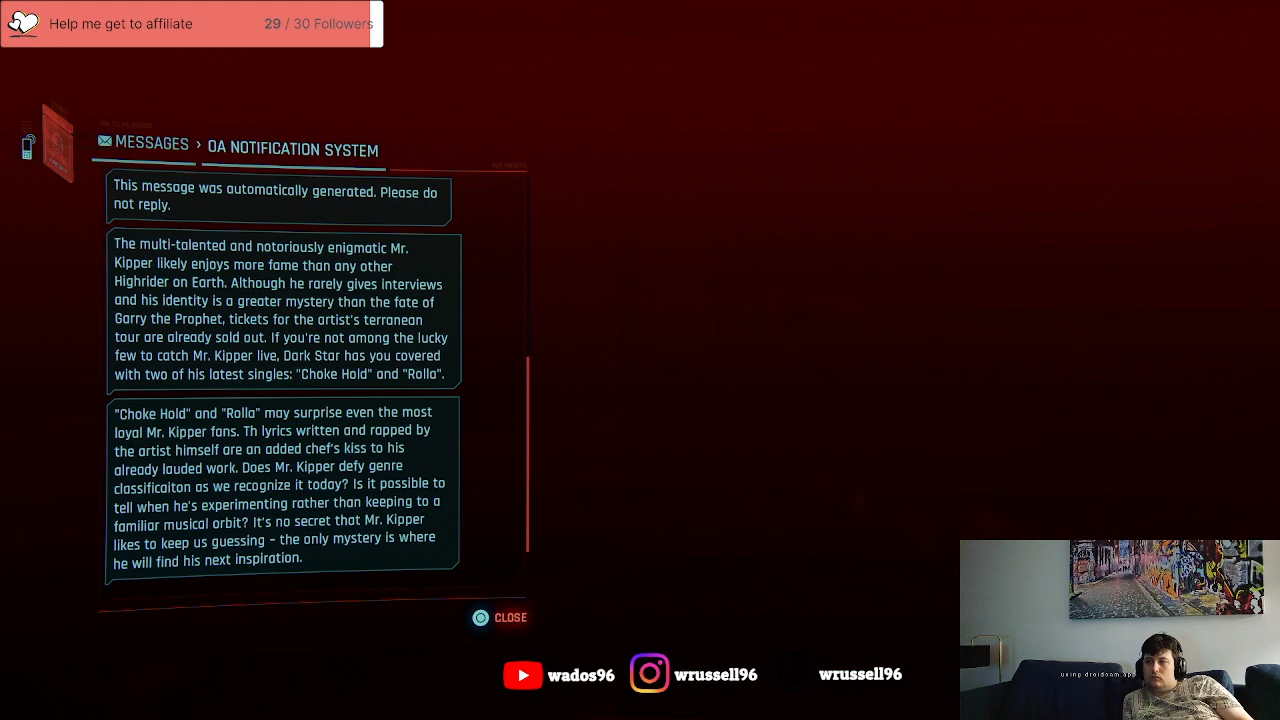 Help me get to affiliate
29 / 30 Followers
MESSAGES › OA NOTIFICATION SYSTEM
This message was automatically generated. Please do
not reply.
The multi-talented and notoriously enigmatic Mr.
Kipper likely enjoys more fame than any other
Highrider on Earth. Although he rarely gives interviews
and his identity is a greater mystery than the fate of
Garry the Prophet, tickets for the artist's terranean
tour are already sold out. If you're not among the lucky
few to catch Mr. Kipper live, Dark Star has you covered
with two of his latest singles: "Choke Hold" and "Rolla".
"Choke Hold" and "Rolla" may surprise even the most
loyal Mr. Kipper fans. Th lyrics written and rapped by
the artist himself are an added chef's kiss to his
already lauded work. Does Mr. Kipper defy genre
classificaiton as we recognize it today? Is it possible to
tell when he's experimenting rather than keeping to a
familiar musical orbit? It's no secret that Mr. Kipper
likes to keep us guessing – the only mystery is where
he will find his next inspiration.
CLOSE
wados96
wrussell96
wrussell96
using droidcam app